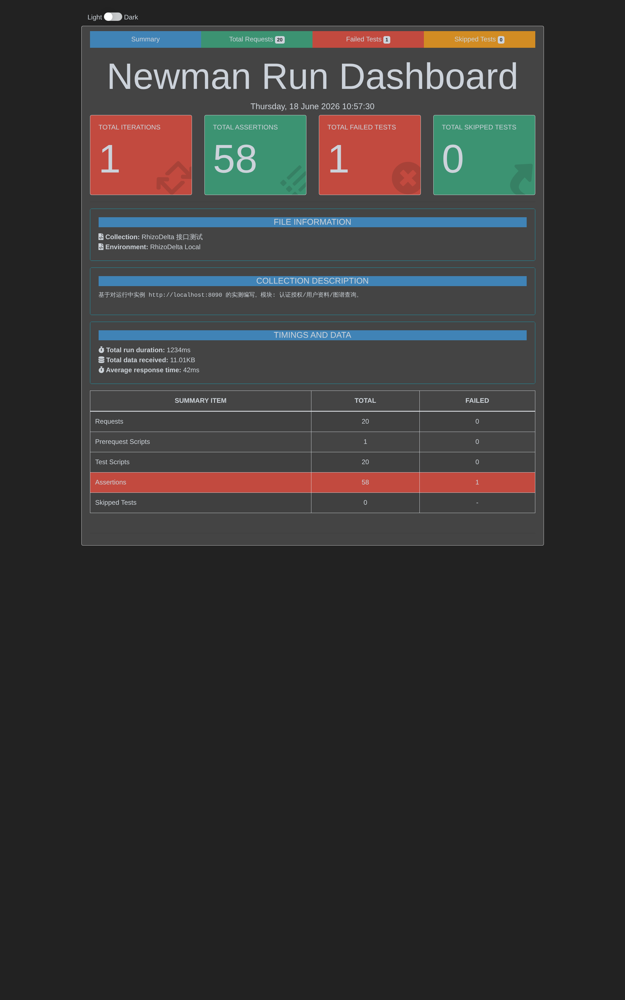 Light Dark
Summary
Total Requests 20
Failed Tests 1
Skipped Tests 0
Newman Run Dashboard
Thursday, 18 June 2026 10:57:30
TOTAL ITERATIONS
1
TOTAL ASSERTIONS
58
TOTAL FAILED TESTS
1
TOTAL SKIPPED TESTS
0
FILE INFORMATION
Collection: RhizoDelta 接口测试
Environment: RhizoDelta Local
COLLECTION DESCRIPTION
基于对运行中实例 http://localhost:8090 的实测编写。模块: 认证授权/用户资料/图谱查询。
TIMINGS AND DATA
Total run duration: 1234ms
Total data received: 11.01KB
Average response time: 42ms
SUMMARY ITEM TOTAL FAILED
Requests 20 0
Prerequest Scripts 1 0
Test Scripts 20 0
Assertions 58 1
Skipped Tests 0 -